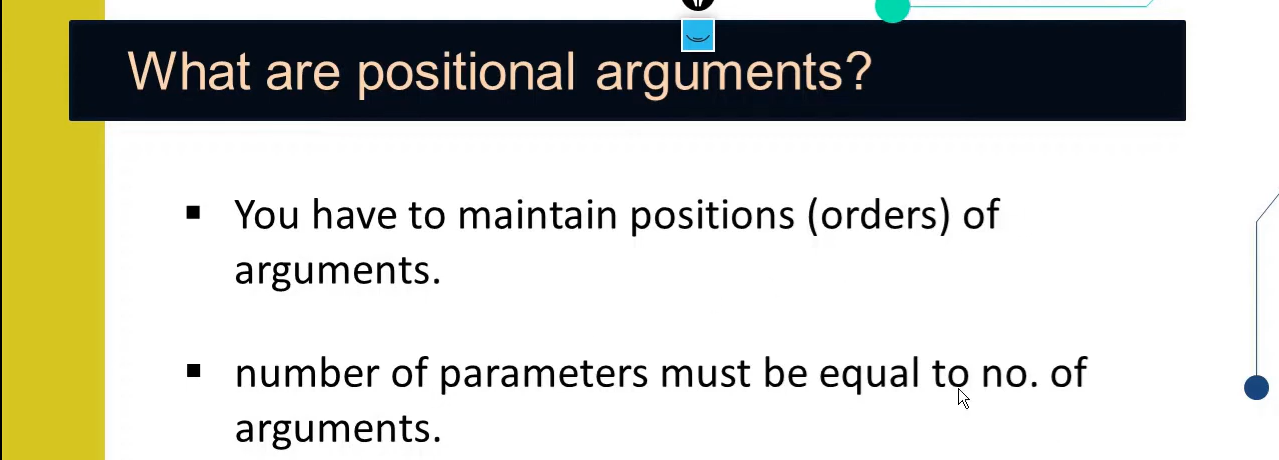 What are positional arguments?
▪ You have to maintain positions (orders) of
arguments.
▪ number of parameters must be equal to no. of
arguments.